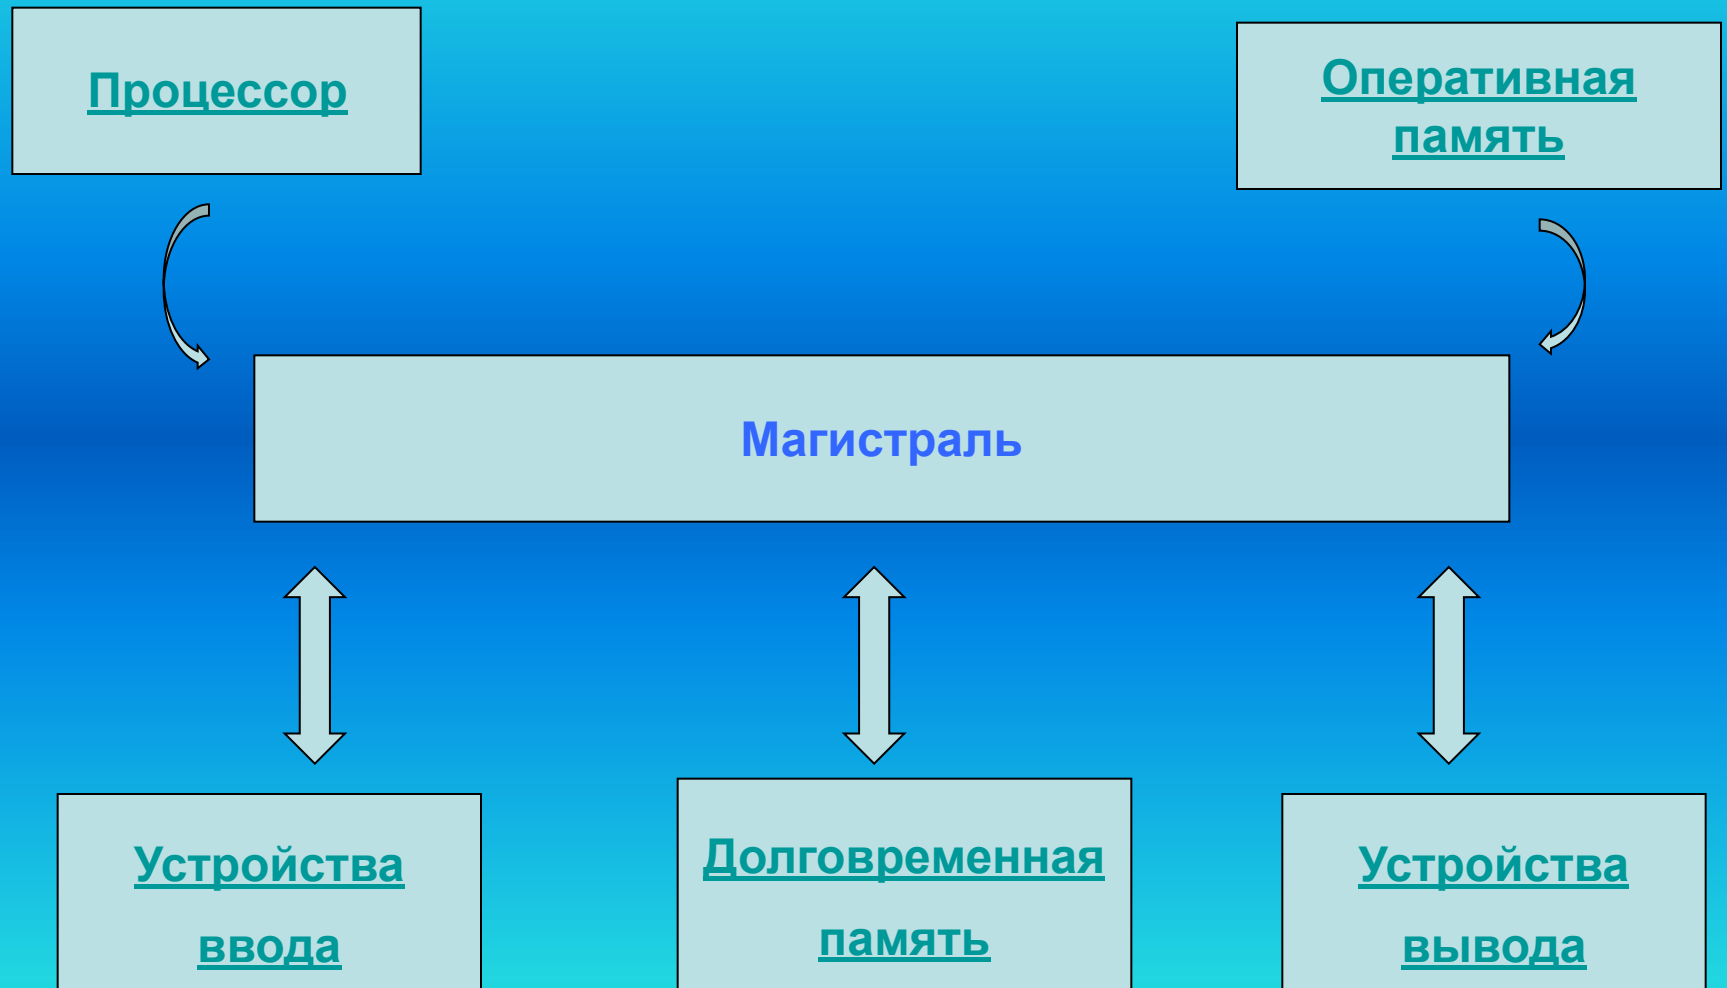 Процессор
Оперативная
память
Магистраль
Устройства
ввода
Долговременная
память
Устройства
вывода